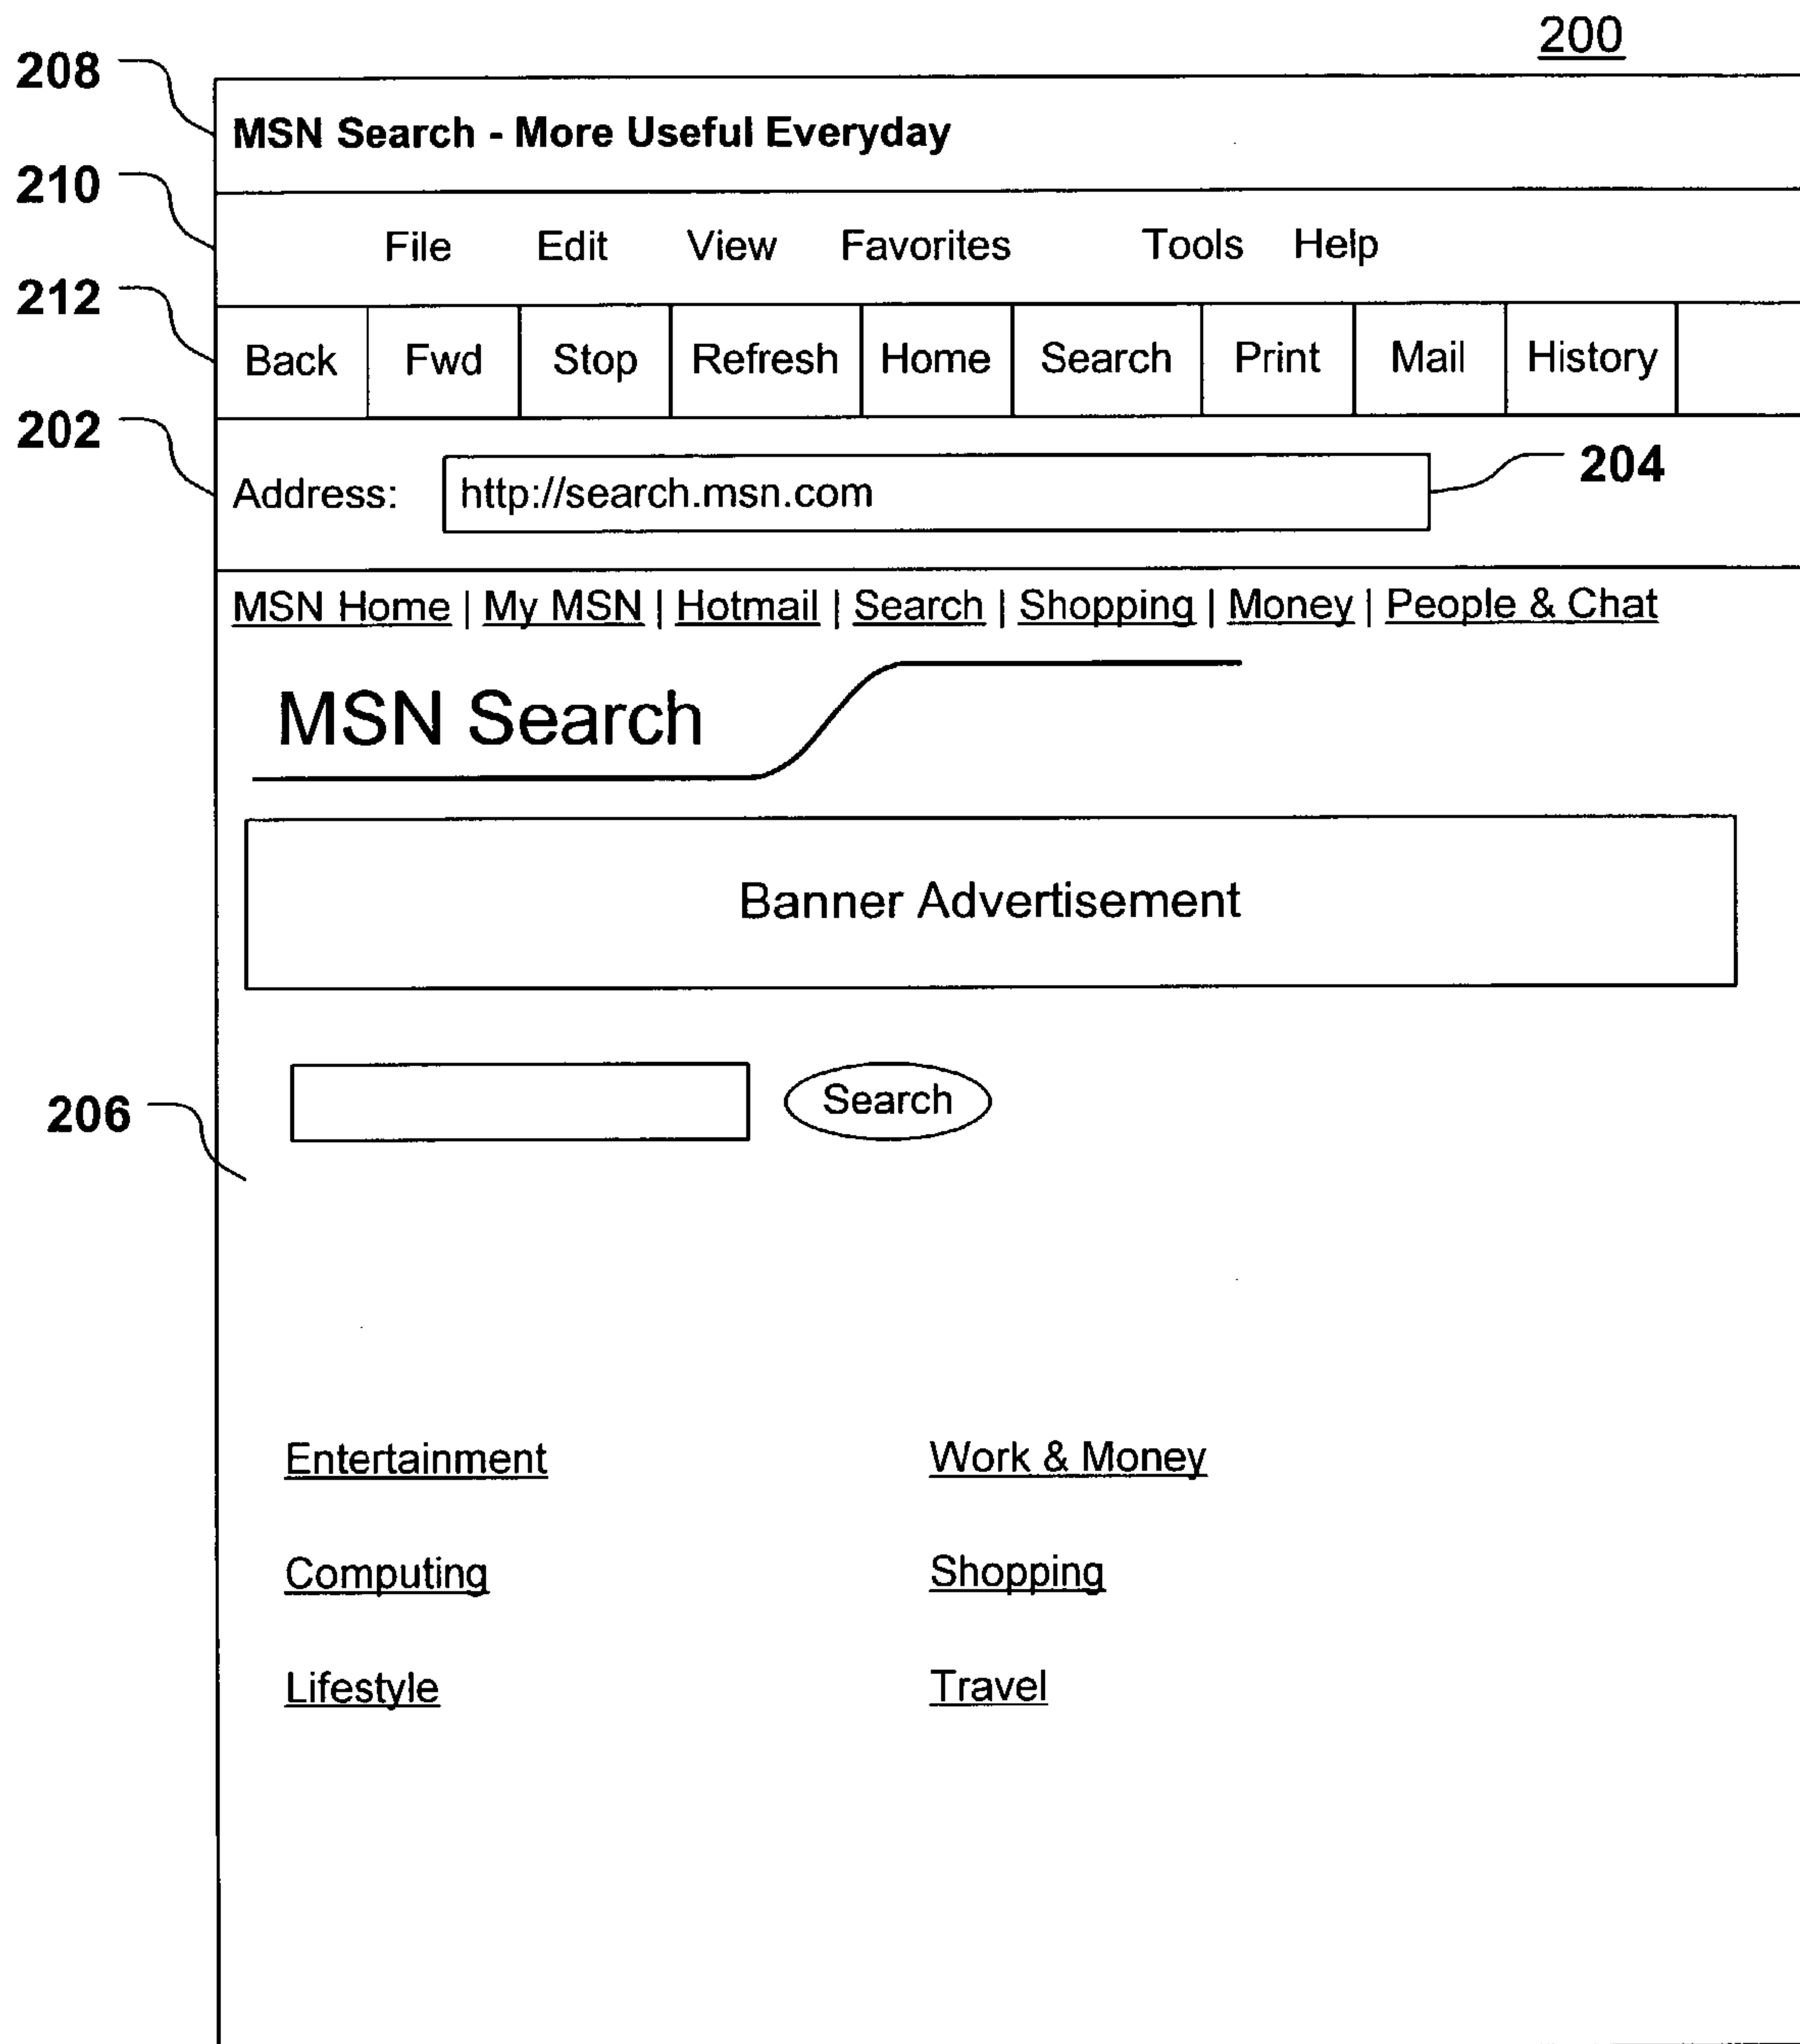 200
208
MSN Search - More Useful Everyday
210
File Edit View Favorites Tools Help
212
Back Fwd Stop Refresh Home Search Print Mail History
202
Address: http://search.msn.com 204
MSN Home | My MSN | Hotmail | Search | Shopping | Money | People & Chat
MSN Search
Banner Advertisement
Search
206
Entertainment Work & Money
Computing Shopping
Lifestyle Travel